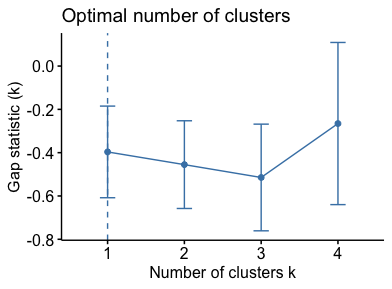 Optimal number of clusters
Gap statistic (k)
0.0
-0.2
-0.4
-0.6
-0.8
1 2 3 4
Number of clusters k